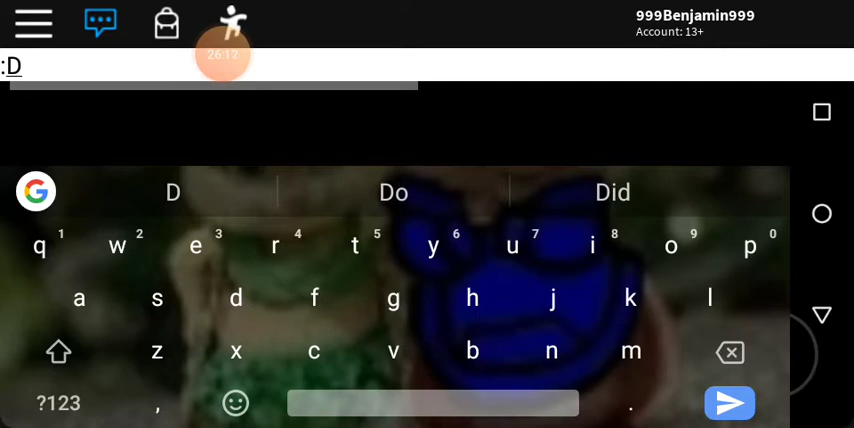 999Benjamin999
Account: 13+
26:12
:D
D Do Did
q 1 w 2 e 3 r 4 t 5 y 6 u 7 i 8 o 9 p 0
a s d f g h j k l
z x c v b n m
?123 , .